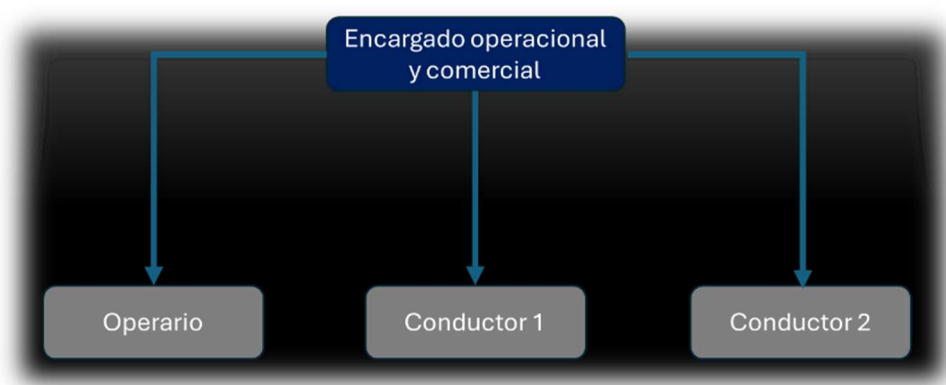 Encargado operacional
y comercial
Operario
Conductor 1
Conductor 2